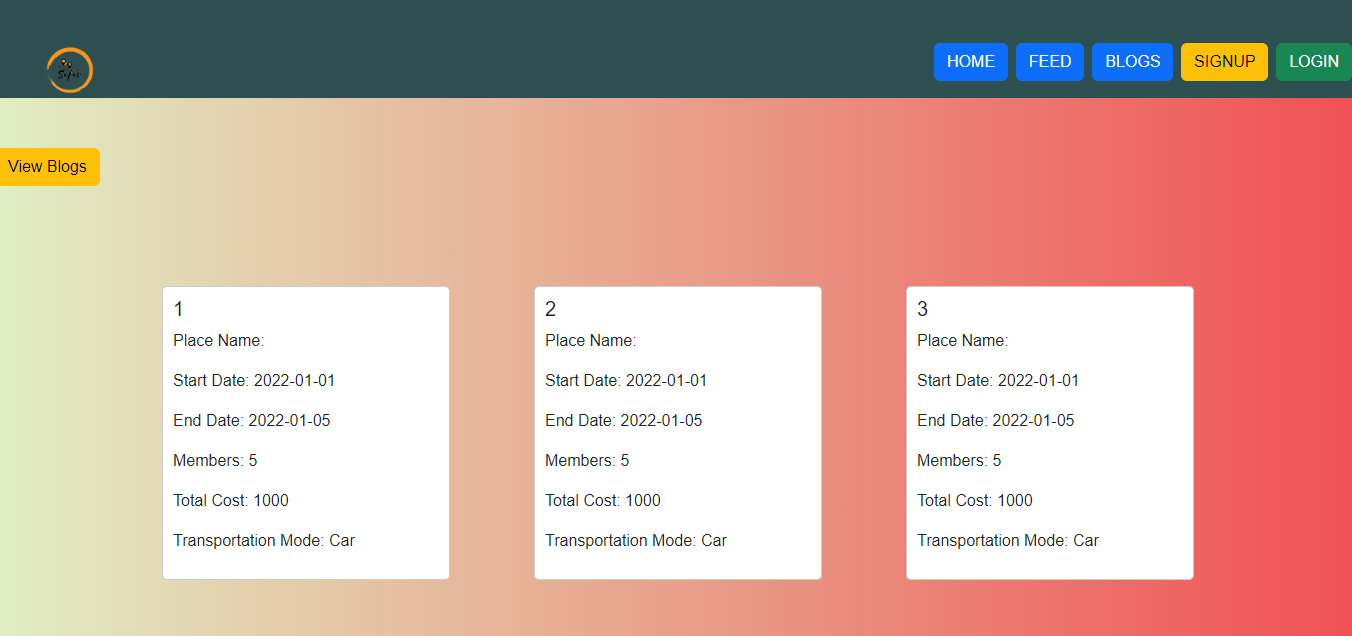 Safar
HOME FEED BLOGS SIGNUP LOGIN
View Blogs
1
Place Name:
Start Date: 2022-01-01
End Date: 2022-01-05
Members: 5
Total Cost: 1000
Transportation Mode: Car
2
Place Name:
Start Date: 2022-01-01
End Date: 2022-01-05
Members: 5
Total Cost: 1000
Transportation Mode: Car
3
Place Name:
Start Date: 2022-01-01
End Date: 2022-01-05
Members: 5
Total Cost: 1000
Transportation Mode: Car